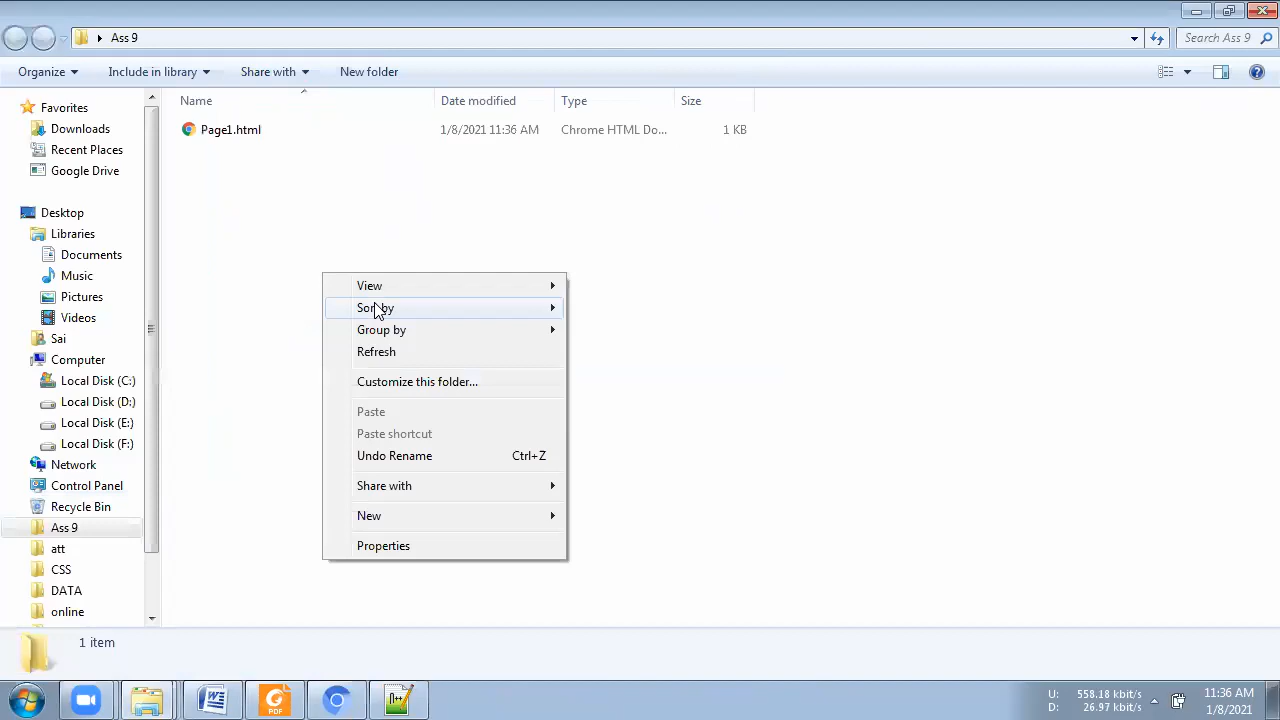 Ass 9
Search Ass 9
Organize
Include in library
Share with
New folder
Name
Date modified
Type
Size
Page1.html
1/8/2021 11:36 AM
Chrome HTML Do...
1 KB
Favorites
Downloads
Recent Places
Google Drive
Desktop
Libraries
Documents
Music
Pictures
Videos
Sai
Computer
Local Disk (C:)
Local Disk (D:)
Local Disk (E:)
Local Disk (F:)
Network
Control Panel
Recycle Bin
Ass 9
att
CSS
DATA
online
View
Sort by
Group by
Refresh
Customize this folder...
Paste
Paste shortcut
Undo Rename Ctrl+Z
Share with
New
Properties
1 item
PDF
U: 558.18 kbit/s
D: 26.97 kbit/s
11:36 AM
1/8/2021